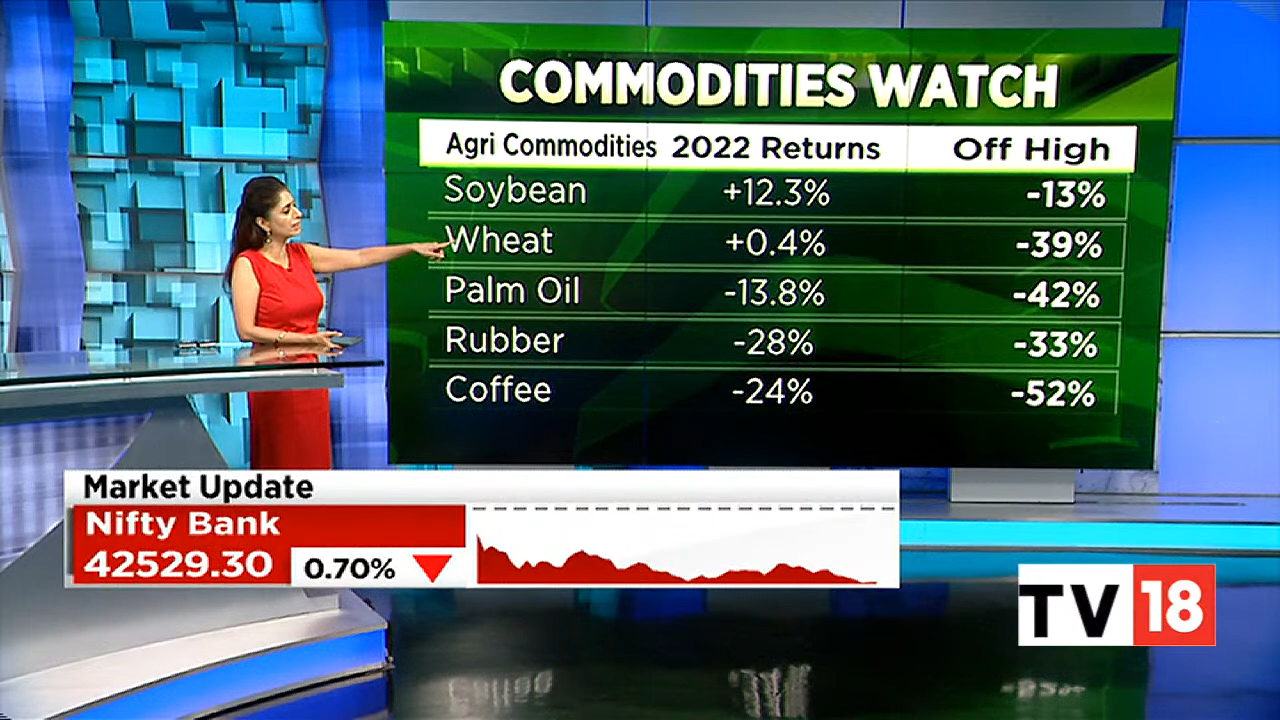 COMMODITIES WATCH
Agri Commodities 2022 Returns Off High
Soybean +12.3% -13%
Wheat +0.4% -39%
Palm Oil -13.8% -42%
Rubber -28% -33%
Coffee -24% -52%
Market Update
Nifty Bank
42529.30 0.70%
TV18